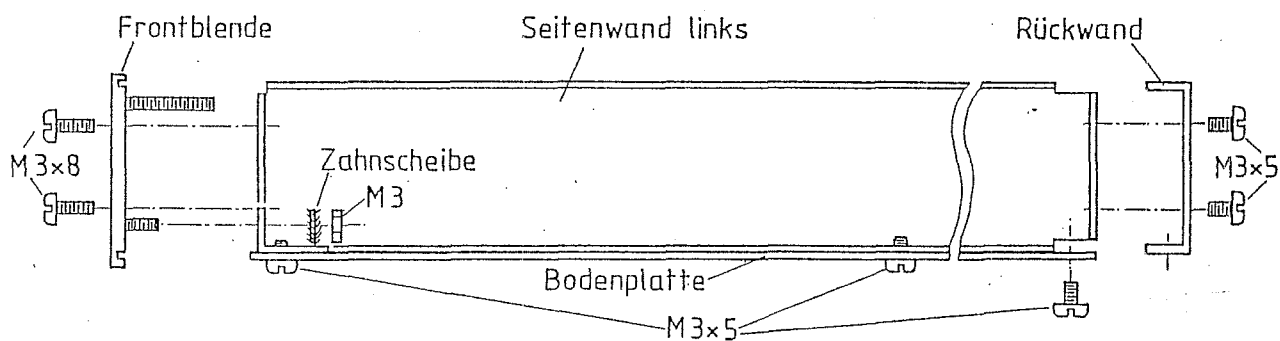 Frontblende
Seitenwand links
Rückwand
M3×8
Zahnscheibe
M3
M3×5
Bodenplatte
M3×5